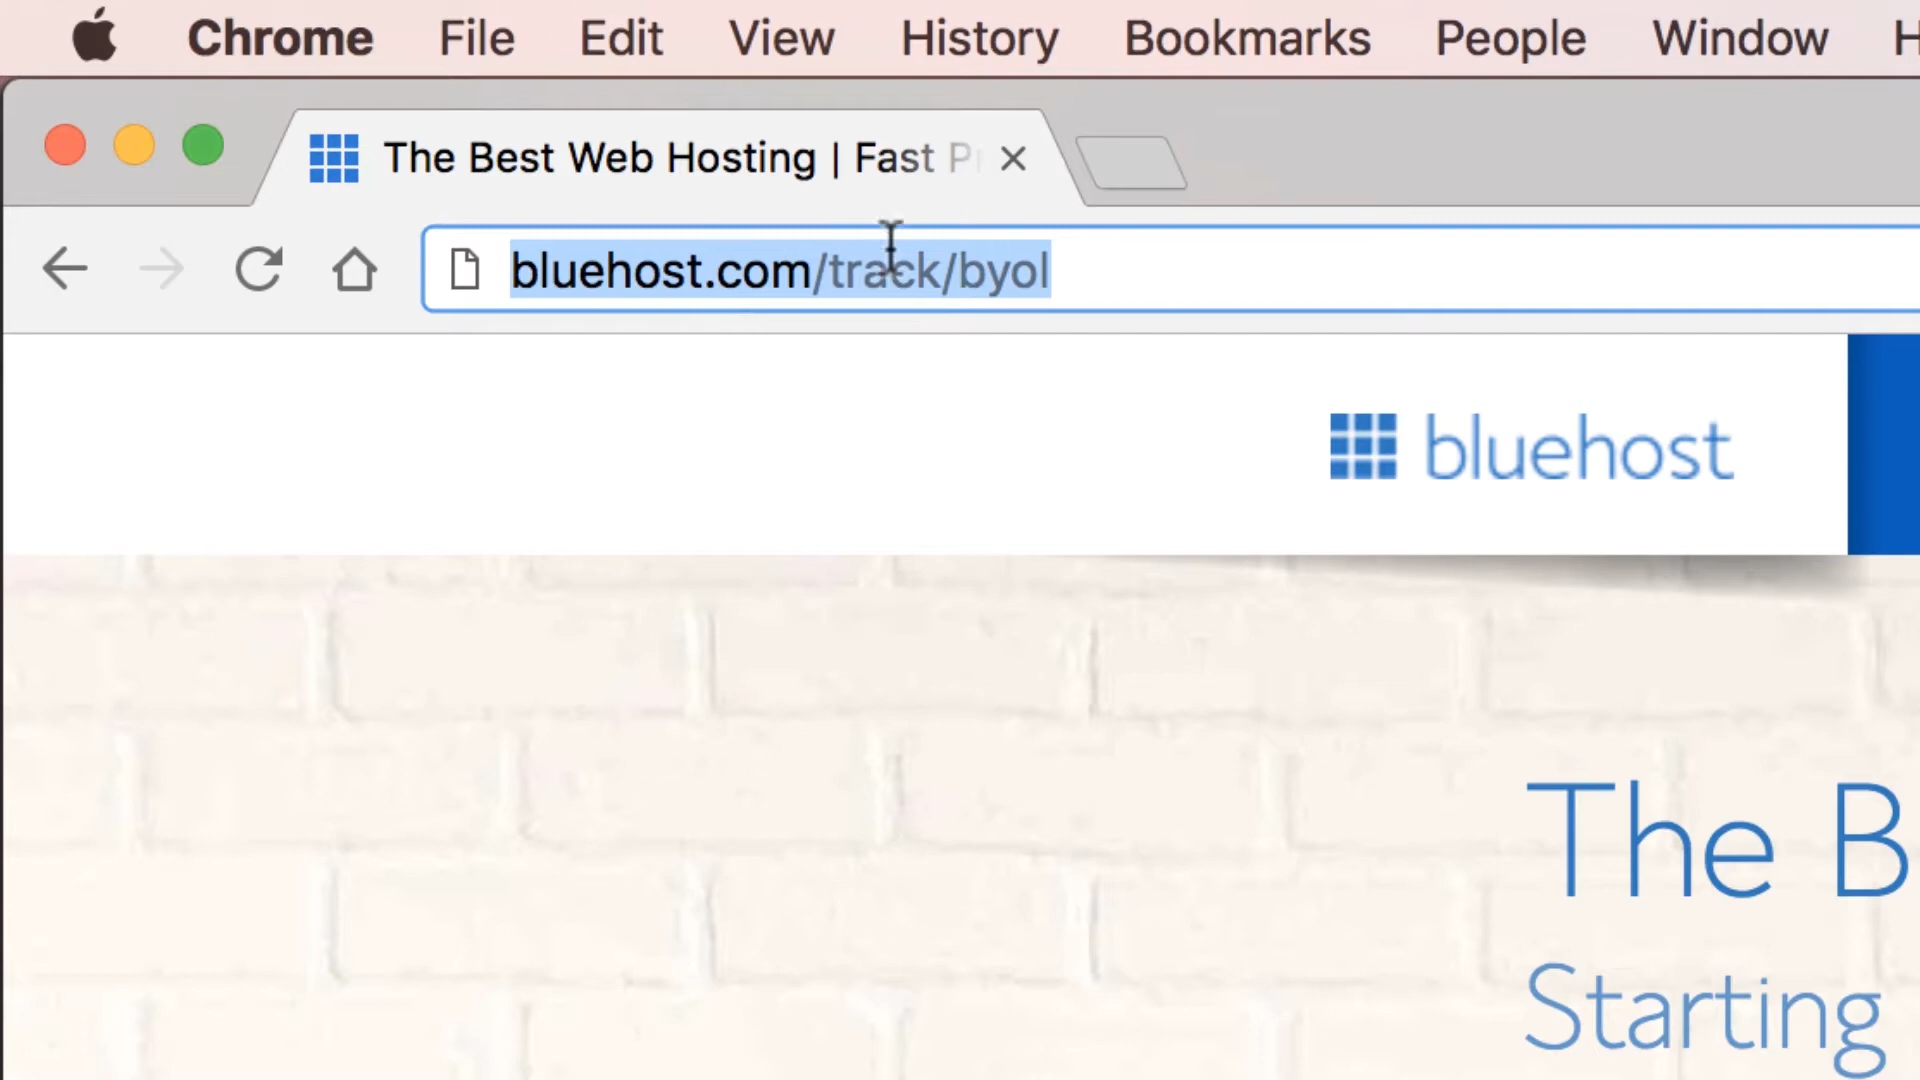 Chrome File Edit View History Bookmarks People Window H
The Best Web Hosting | Fast Pr
bluehost.com/track/byol
bluehost
The B
Starting